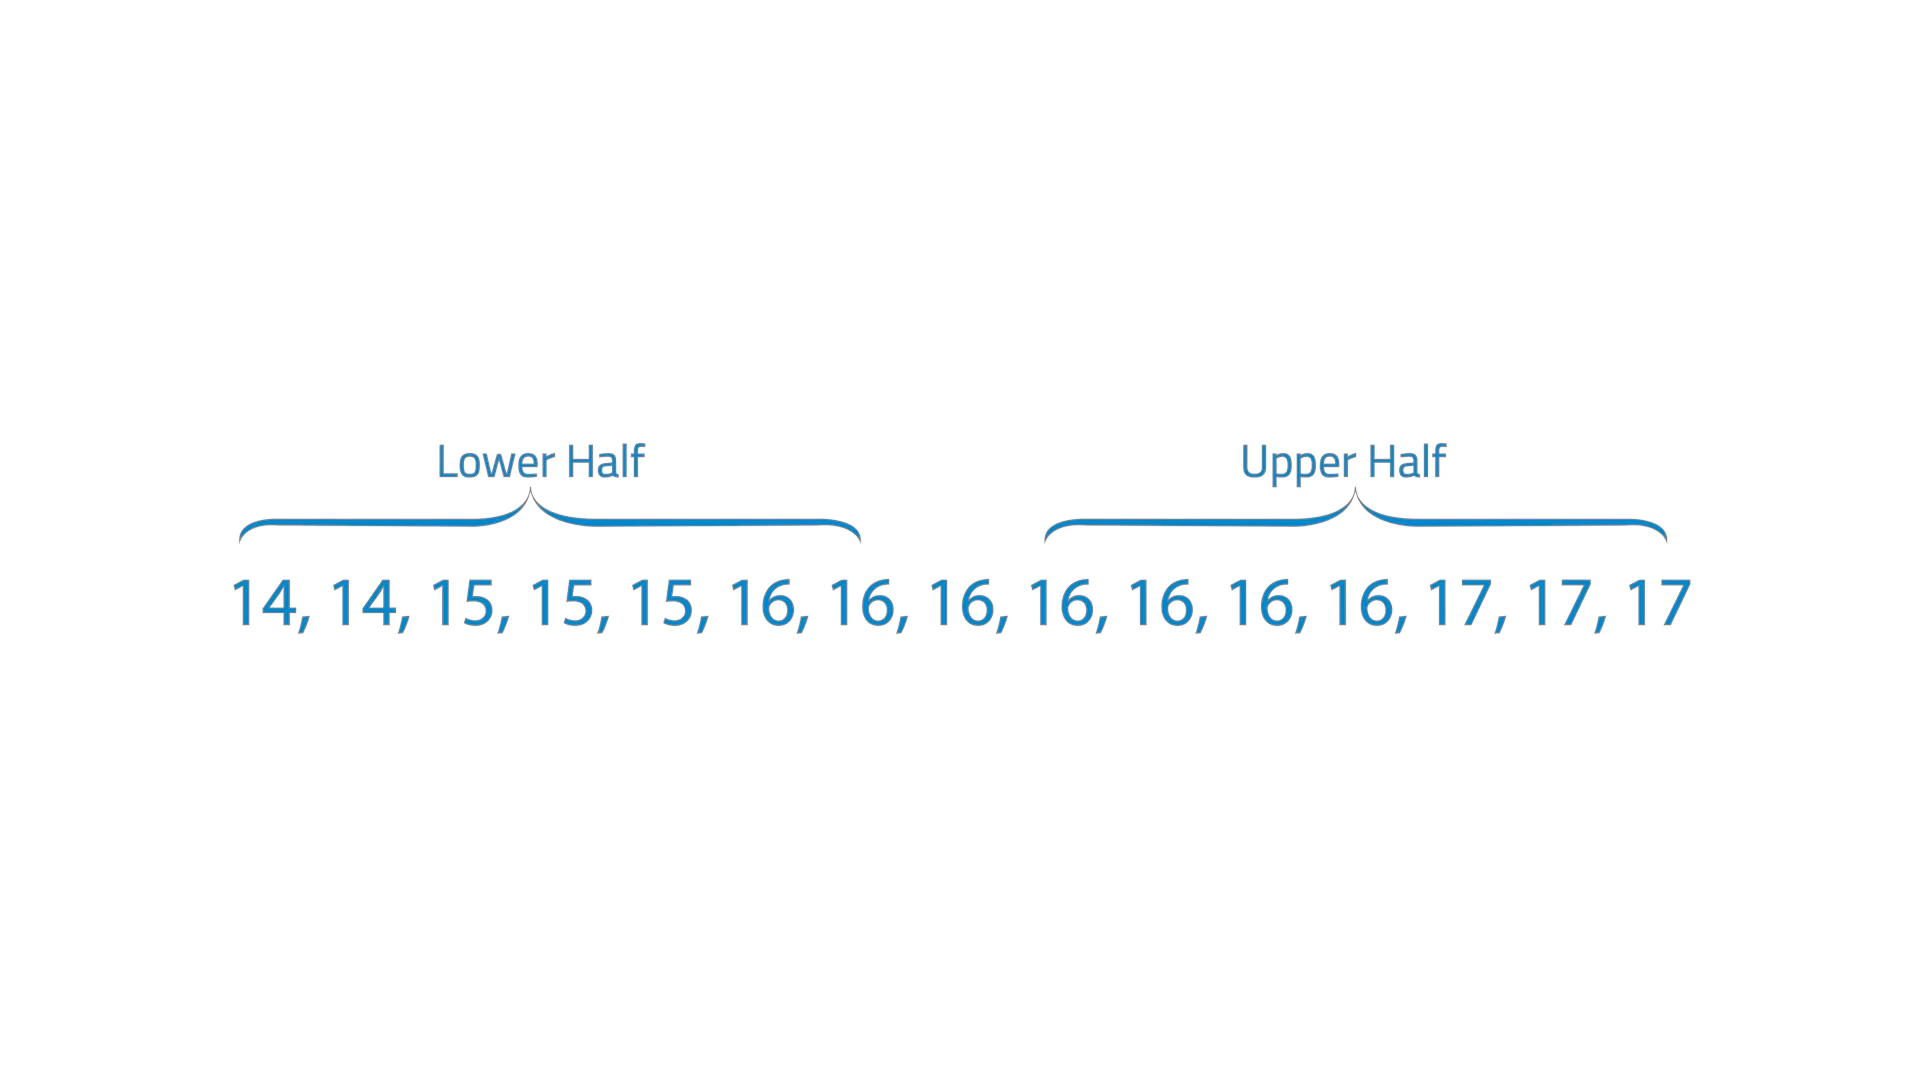 Lower Half Upper Half
14, 14, 15, 15, 15, 16, 16, 16, 16, 16, 16, 16, 17, 17, 17